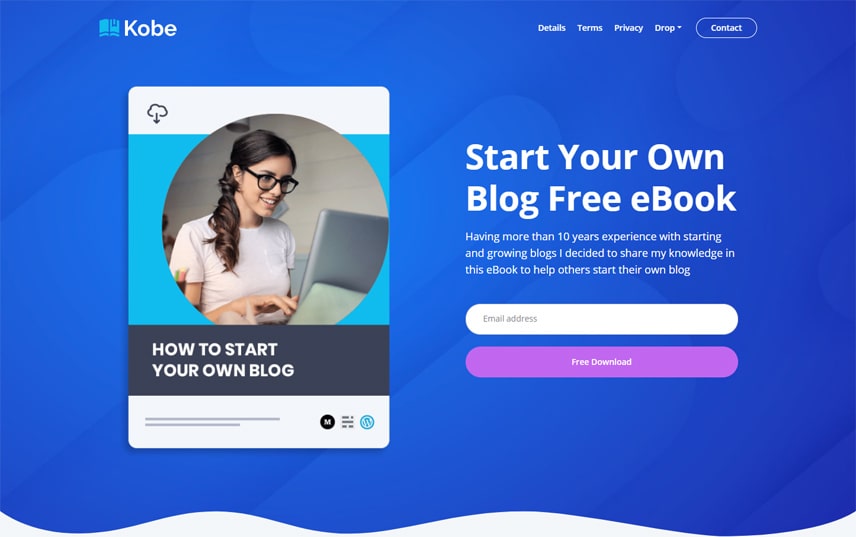 Kobe
Details Terms Privacy Drop Contact
Start Your Own
Blog Free eBook
Having more than 10 years experience with starting
and growing blogs I decided to share my knowledge in
this eBook to help others start their own blog
Email address
Free Download
HOW TO START
YOUR OWN BLOG
M